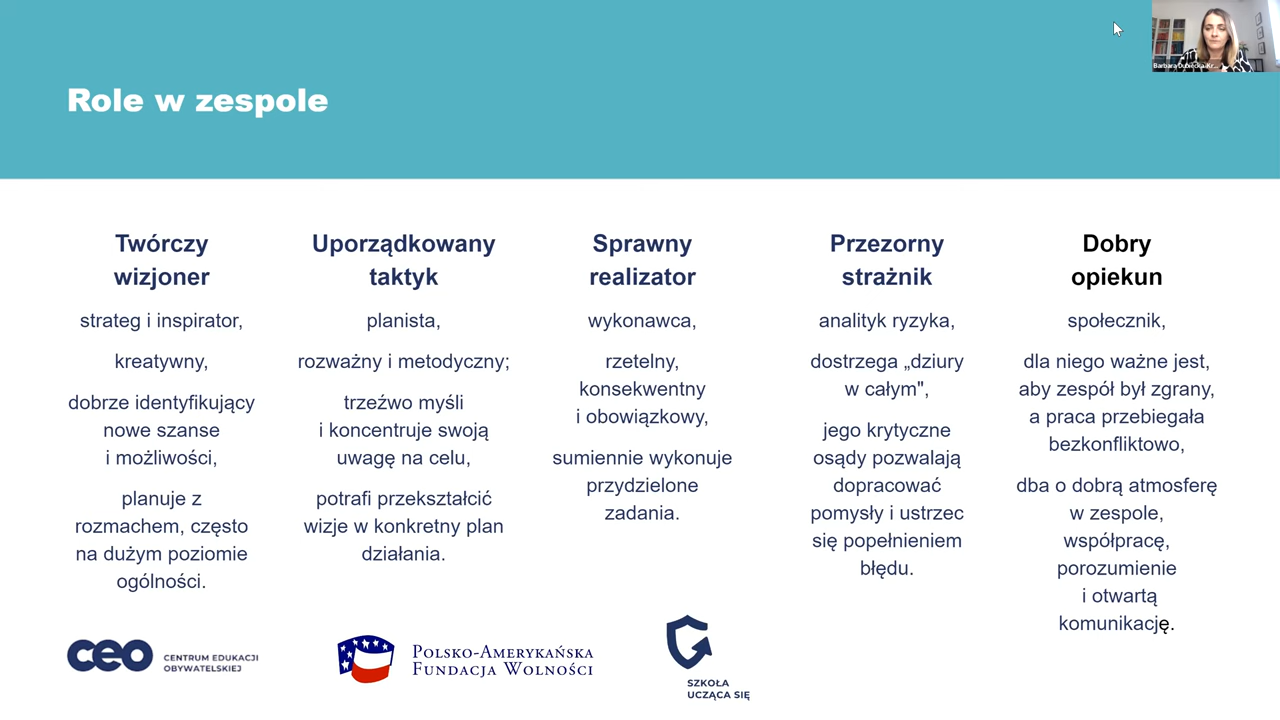 Role w zespole
Barbara Dubiecka-Kr...
Twórczy
wizjoner
strateg i inspirator,
kreatywny,
dobrze identyfikujący
nowe szanse
i możliwości,
planuje z
rozmachem, często
na dużym poziomie
ogólności.
Uporządkowany
taktyk
planista,
rozważny i metodyczny;
trzeźwo myśli
i koncentruje swoją
uwagę na celu,
potrafi przekształcić
wizje w konkretny plan
działania.
Sprawny
realizator
wykonawca,
rzetelny,
konsekwentny
i obowiązkowy,
sumiennie wykonuje
przydzielone
zadania.
Przezorny
strażnik
analityk ryzyka,
dostrzega „dziury
w całym",
jego krytyczne
osądy pozwalają
dopracować
pomysły i ustrzec
się popełnieniem
błędu.
Dobry
opiekun
społecznik,
dla niego ważne jest,
aby zespół był zgrany,
a praca przebiegała
bezkonfliktowo,
dba o dobrą atmosferę
w zespole,
współpracę,
porozumienie
i otwartą
komunikację.
ceo
CENTRUM EDUKACJI
OBYWATELSKIEJ
Polsko-Amerykańska
Fundacja Wolności
SZKOŁA
UCZĄCA SIĘ